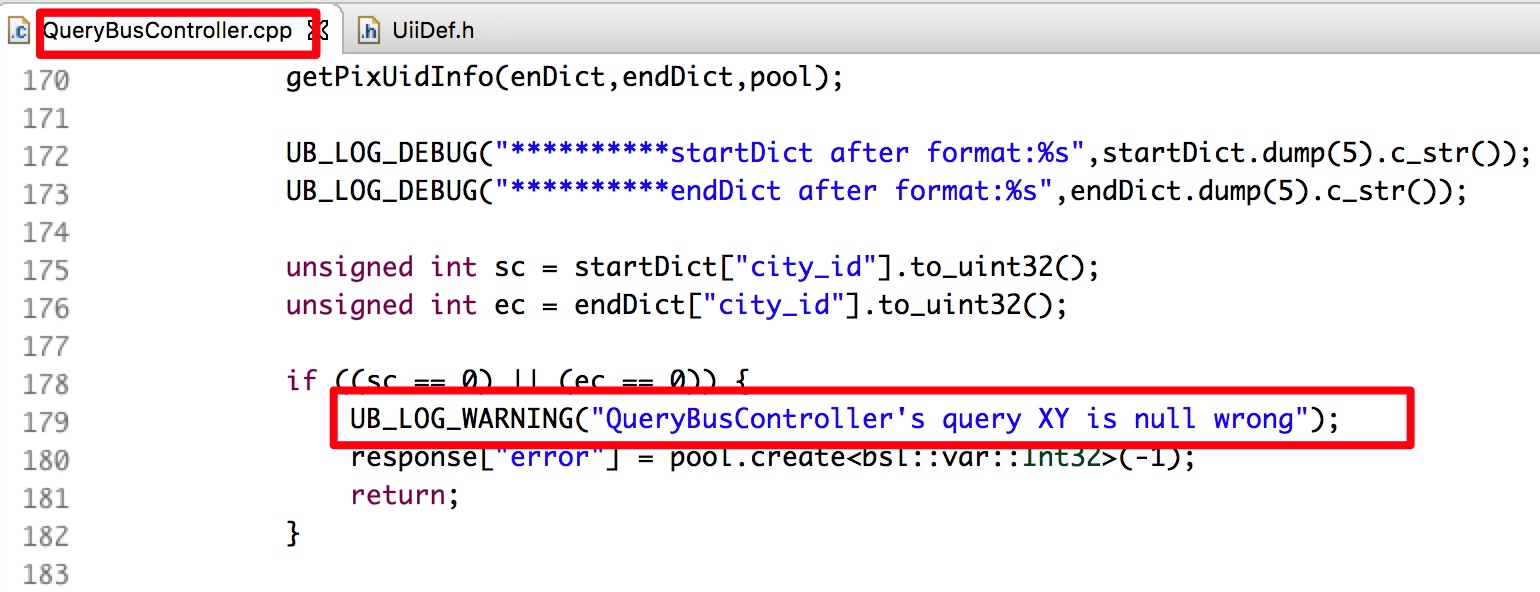 .c QueryBusController.cpp .h UiiDef.h
170 getPixUidInfo(enDict,endDict,pool);
171
172 UB_LOG_DEBUG("**********startDict after format:%s",startDict.dump(5).c_str());
173 UB_LOG_DEBUG("**********endDict after format:%s",endDict.dump(5).c_str());
174
175 unsigned int sc = startDict["city_id"].to_uint32();
176 unsigned int ec = endDict["city_id"].to_uint32();
177
178 if ((sc == 0) || (ec == 0)) {
179 UB_LOG_WARNING("QueryBusController's query XY is null wrong");
180 response["error"] = pool.create<bsl::var::Int32>(-1);
181 return;
182 }
183